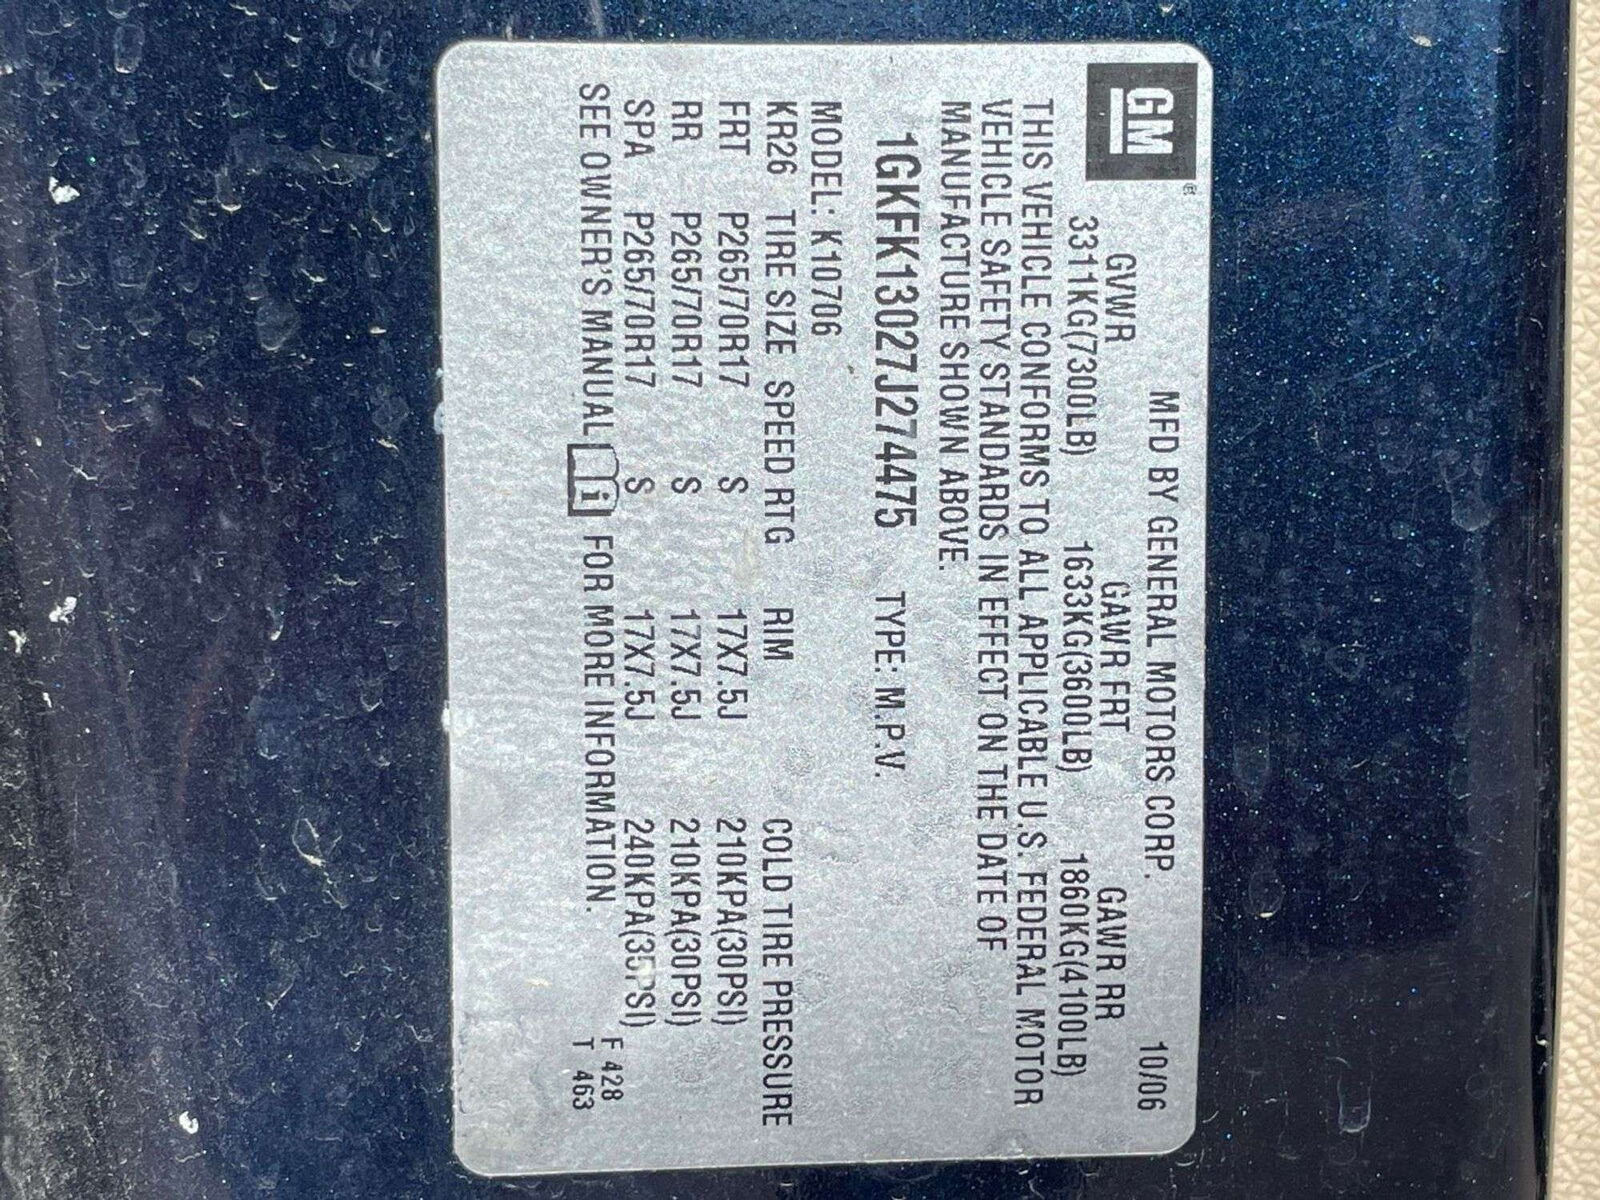 GM®
MFD BY GENERAL MOTORS CORP. 10/06
GVWR GAWR FRT GAWR RR
3311KG(7300LB) 1633KG(3600LB) 1860KG(4100LB)
THIS VEHICLE CONFORMS TO ALL APPLICABLE U.S. FEDERAL MOTOR
VEHICLE SAFETY STANDARDS IN EFFECT ON THE DATE OF
MANUFACTURE SHOWN ABOVE.
1GKFK13027J274475 TYPE: M.P.V.
MODEL: K10706
KR26 TIRE SIZE SPEED RTG RIM COLD TIRE PRESSURE
FRT P265/70R17 S 17X7.5J 210KPA(30PSI)
RR P265/70R17 S 17X7.5J 210KPA(30PSI)
SPA P265/70R17 S 17X7.5J 240KPA(35PSI) F 428
SEE OWNER'S MANUAL i FOR MORE INFORMATION. T 463